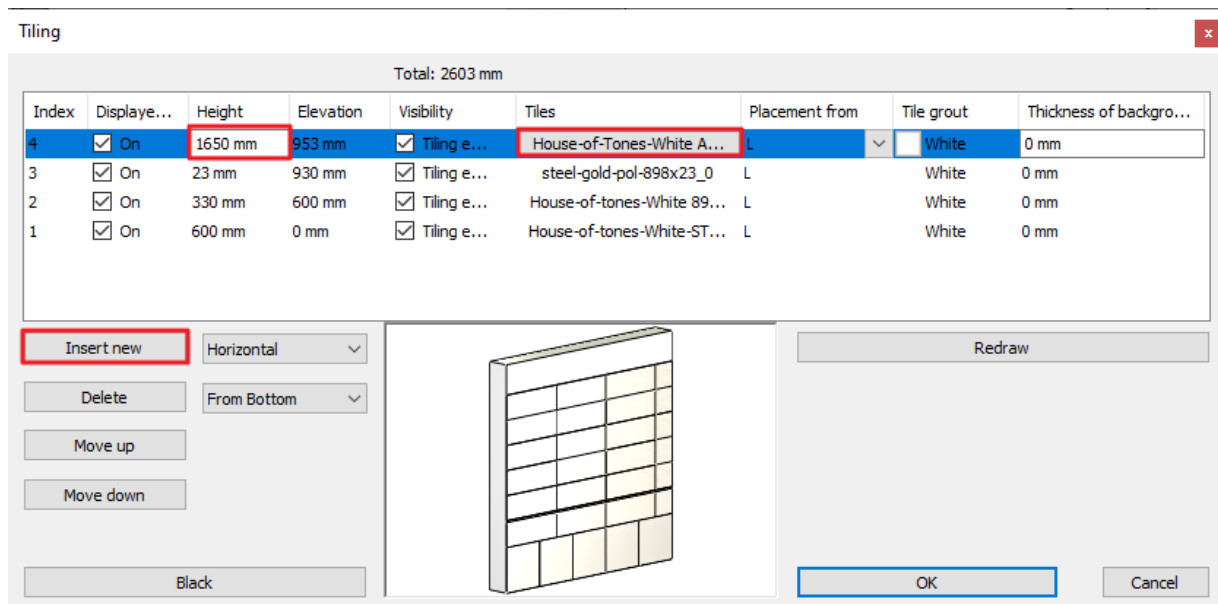 Tiling
x
Total: 2603 mm
Index Displaye... Height Elevation Visibility Tiles Placement from Tile grout Thickness of backgro...
4 On 1650 mm 953 mm Tiling e... House-of-Tones-White A... L White 0 mm
3 On 23 mm 930 mm Tiling e... steel-gold-pol-898x23_0 L White 0 mm
2 On 330 mm 600 mm Tiling e... House-of-tones-White 89... L White 0 mm
1 On 600 mm 0 mm Tiling e... House-of-tones-White-ST... L White 0 mm
Insert new Horizontal Redraw
Delete From Bottom
Move up
Move down
Black OK Cancel